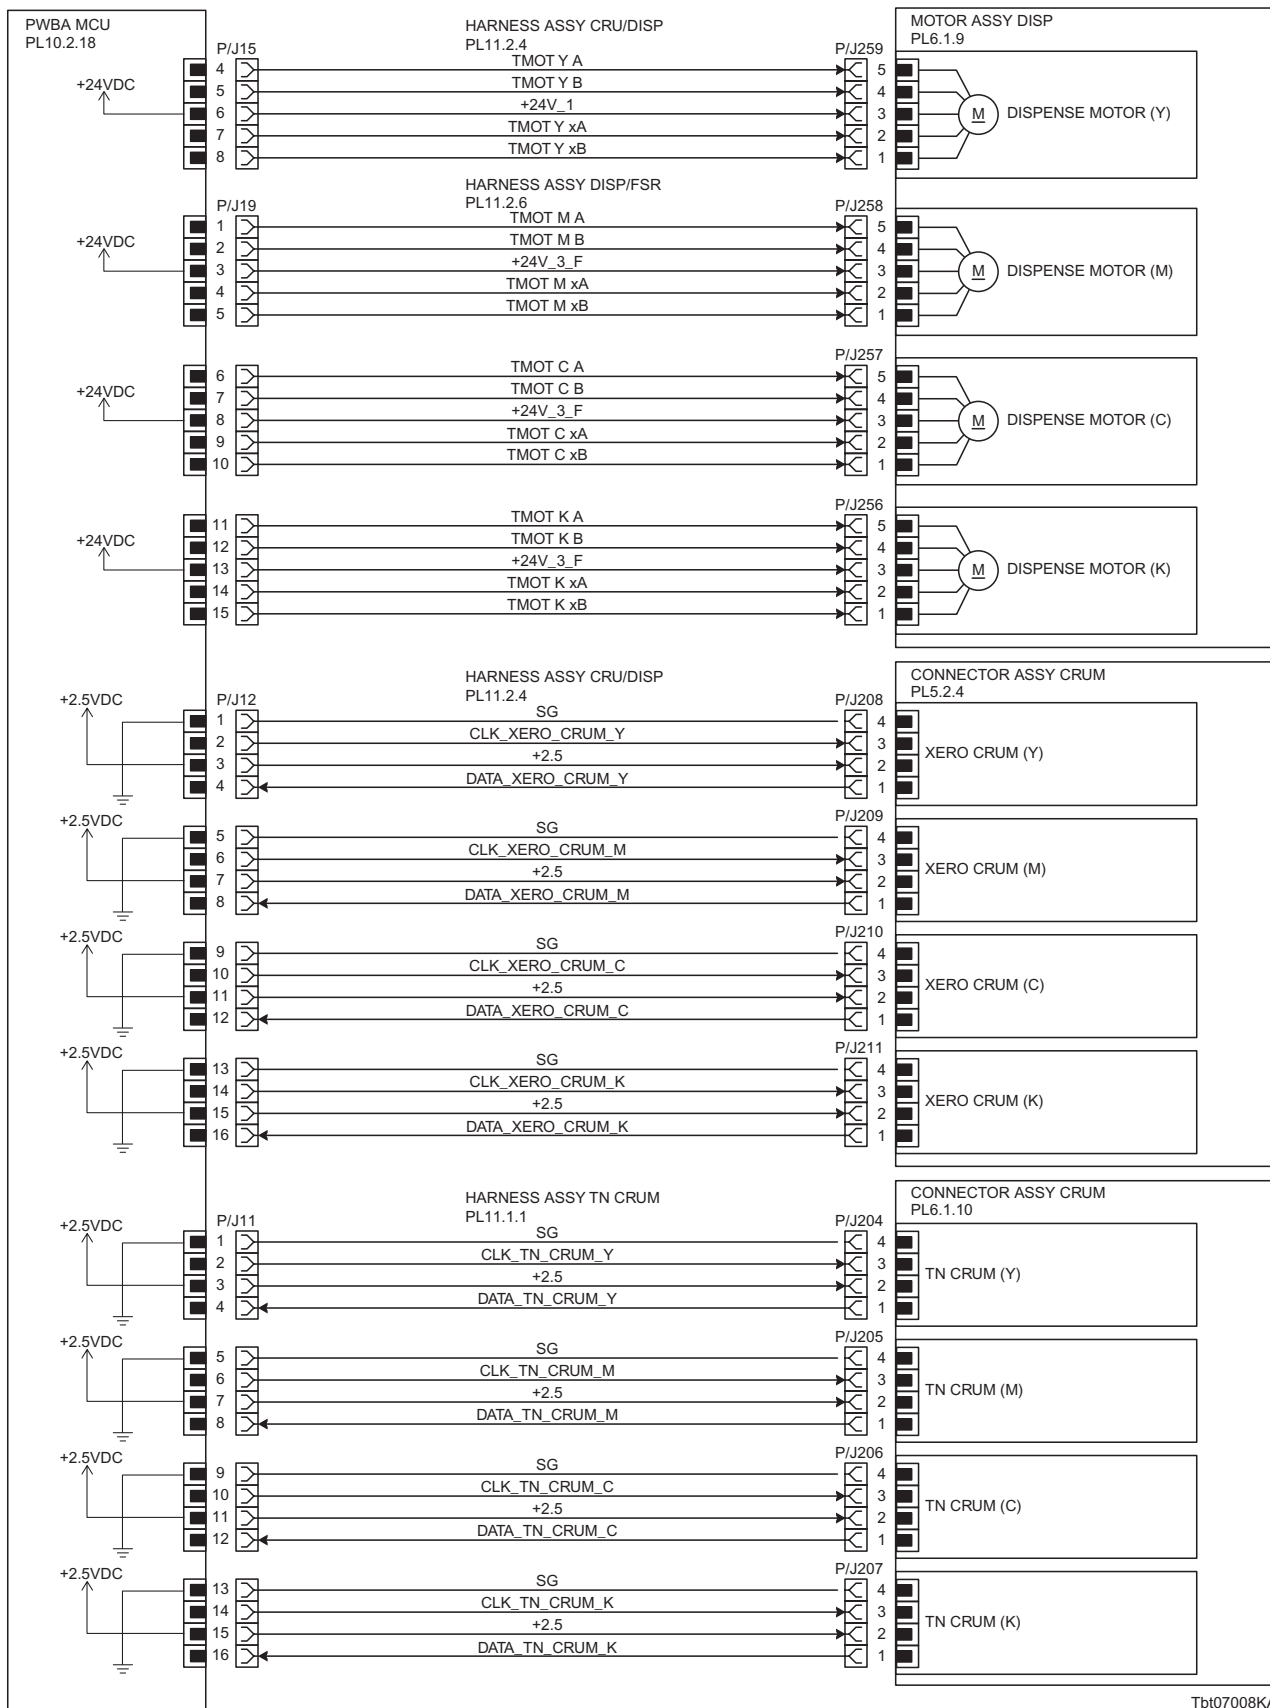 PWBA MCU
PL10.2.18
HARNESS ASSY CRU/DISP
PL11.2.4
MOTOR ASSY DISP
PL6.1.9
P/J15
P/J259
+24VDC
4 TMOT Y A 5
5 TMOT Y B 4
6 +24V_1 3
7 TMOT Y xA 2
8 TMOT Y xB 1
M DISPENSE MOTOR (Y)
HARNESS ASSY DISP/FSR
PL11.2.6
P/J19
P/J258
+24VDC
1 TMOT M A 5
2 TMOT M B 4
3 +24V_3_F 3
4 TMOT M xA 2
5 TMOT M xB 1
M DISPENSE MOTOR (M)
P/J257
+24VDC
6 TMOT C A 5
7 TMOT C B 4
8 +24V_3_F 3
9 TMOT C xA 2
10 TMOT C xB 1
M DISPENSE MOTOR (C)
P/J256
+24VDC
11 TMOT K A 5
12 TMOT K B 4
13 +24V_3_F 3
14 TMOT K xA 2
15 TMOT K xB 1
M DISPENSE MOTOR (K)
HARNESS ASSY CRU/DISP
PL11.2.4
CONNECTOR ASSY CRUM
PL5.2.4
+2.5VDC
P/J12
P/J208
1 SG 4
2 CLK_XERO_CRUM_Y 3
3 +2.5 2
4 DATA_XERO_CRUM_Y 1
XERO CRUM (Y)
+2.5VDC
P/J209
5 SG 4
6 CLK_XERO_CRUM_M 3
7 +2.5 2
8 DATA_XERO_CRUM_M 1
XERO CRUM (M)
+2.5VDC
P/J210
9 SG 4
10 CLK_XERO_CRUM_C 3
11 +2.5 2
12 DATA_XERO_CRUM_C 1
XERO CRUM (C)
+2.5VDC
P/J211
13 SG 4
14 CLK_XERO_CRUM_K 3
15 +2.5 2
16 DATA_XERO_CRUM_K 1
XERO CRUM (K)
HARNESS ASSY TN CRUM
PL11.1.1
CONNECTOR ASSY CRUM
PL6.1.10
+2.5VDC
P/J11
P/J204
1 SG 4
2 CLK_TN_CRUM_Y 3
3 +2.5 2
4 DATA_TN_CRUM_Y 1
TN CRUM (Y)
+2.5VDC
P/J205
5 SG 4
6 CLK_TN_CRUM_M 3
7 +2.5 2
8 DATA_TN_CRUM_M 1
TN CRUM (M)
+2.5VDC
P/J206
9 SG 4
10 CLK_TN_CRUM_C 3
11 +2.5 2
12 DATA_TN_CRUM_C 1
TN CRUM (C)
+2.5VDC
P/J207
13 SG 4
14 CLK_TN_CRUM_K 3
15 +2.5 2
16 DATA_TN_CRUM_K 1
TN CRUM (K)
Tbt07008KA